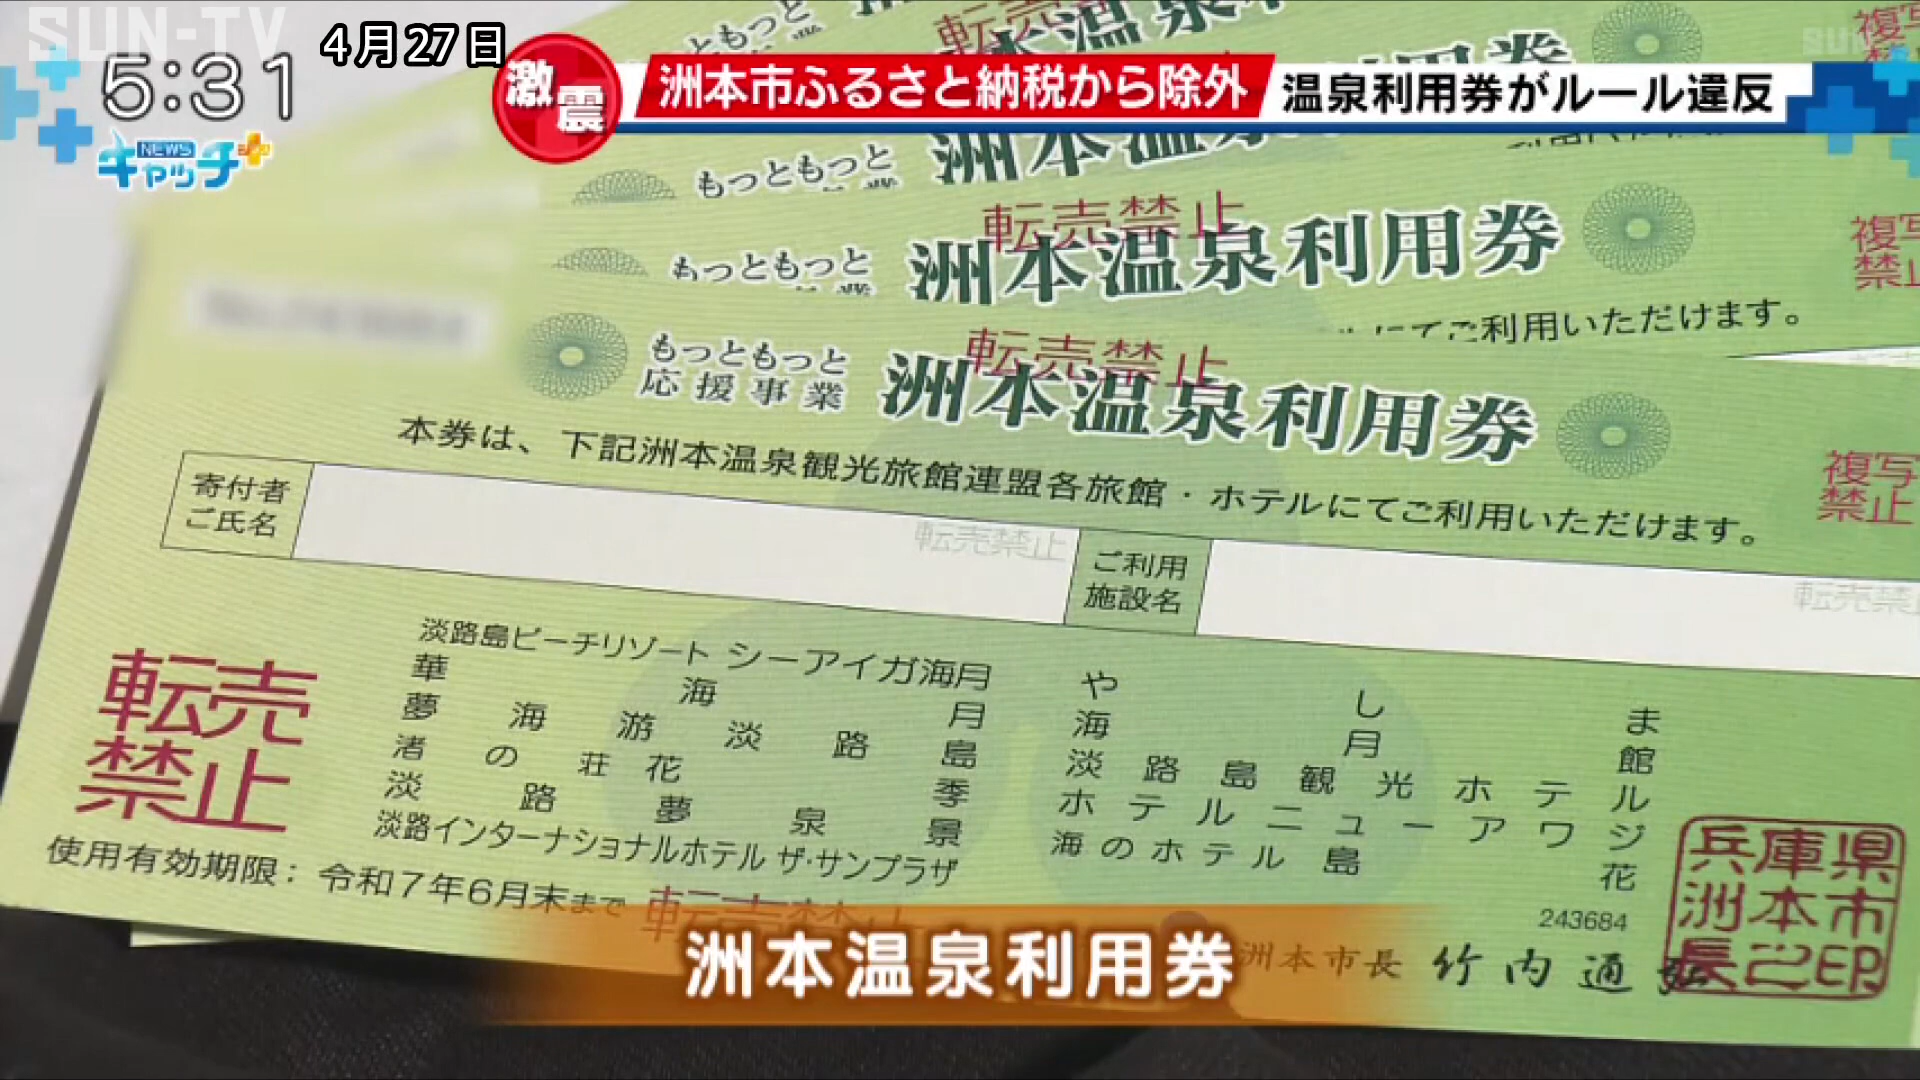 SUN-TV
5:31
4月27日
NEWS
キャッチ+
激震
洲本市ふるさと納税から除外
温泉利用券がルール違反
もっともっと
転売禁止
洲本温泉利用券
もっともっと
転売禁止
洲本温泉利用券
複写
禁止
にてご利用いただけます。
もっともっと
応援事業
転売禁止
洲本温泉利用券
複写
禁止
本券は、下記洲本温泉観光旅館連盟各旅館・ホテルにてご利用いただけます。
寄付者
ご氏名
転売禁止
ご利用
施設名
転売禁止
淡路島ビーチリゾート シーアイガ海月
華海月
夢海游淡路島
渚の荘花季
淡路夢泉景
淡路インターナショナルホテル ザ・サンプラザ
やしま
海月館
淡路島観光ホテル
ホテルニューアワジ
海のホテル島花
転売
禁止
使用有効期限:令和7年6月末まで
転売禁止
243684
洲本市長 竹内通弘
兵庫県
洲本市
長之印
洲本温泉利用券